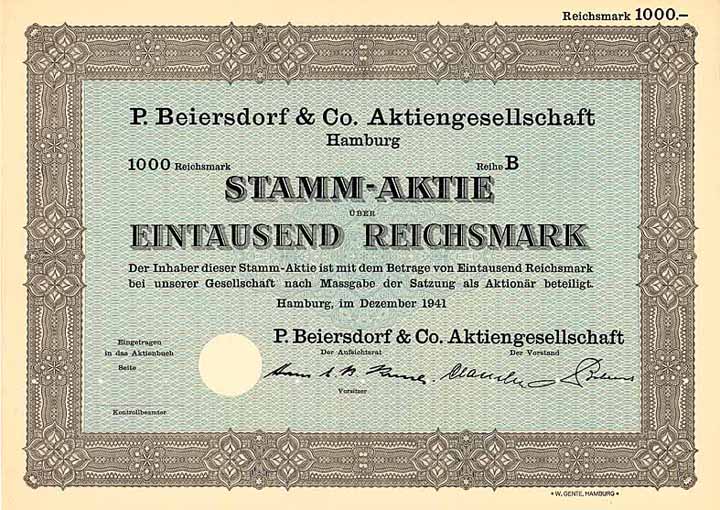 Reichsmark 1000.–
P. Beiersdorf & Co. Aktiengesellschaft
Hamburg
1000 Reichsmark Reihe B
STAMM-AKTIE
ÜBER
EINTAUSEND REICHSMARK
Der Inhaber dieser Stamm-Aktie ist mit dem Betrage von Eintausend Reichsmark
bei unserer Gesellschaft nach Massgabe der Satzung als Aktionär beteiligt.
Hamburg, im Dezember 1941
P. Beiersdorf & Co. Aktiengesellschaft
Eingetragen
in das Aktienbuch
Seite
Der Aufsichtsrat Der Vorstand
Vorsitzer
Kontrollbeamter
* W. GENTE, HAMBURG *